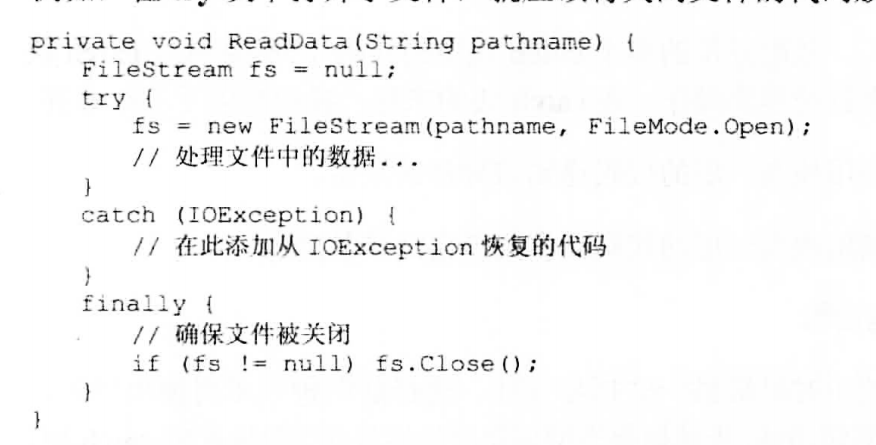 private void ReadData(String pathname) {
FileStream fs = null;
try {
fs = new FileStream(pathname, FileMode.Open);
// 处理文件中的数据...
}
catch (IOException) {
// 在此添加从 IOException 恢复的代码
}
finally {
// 确保文件被关闭
if (fs != null) fs.Close();
}
}